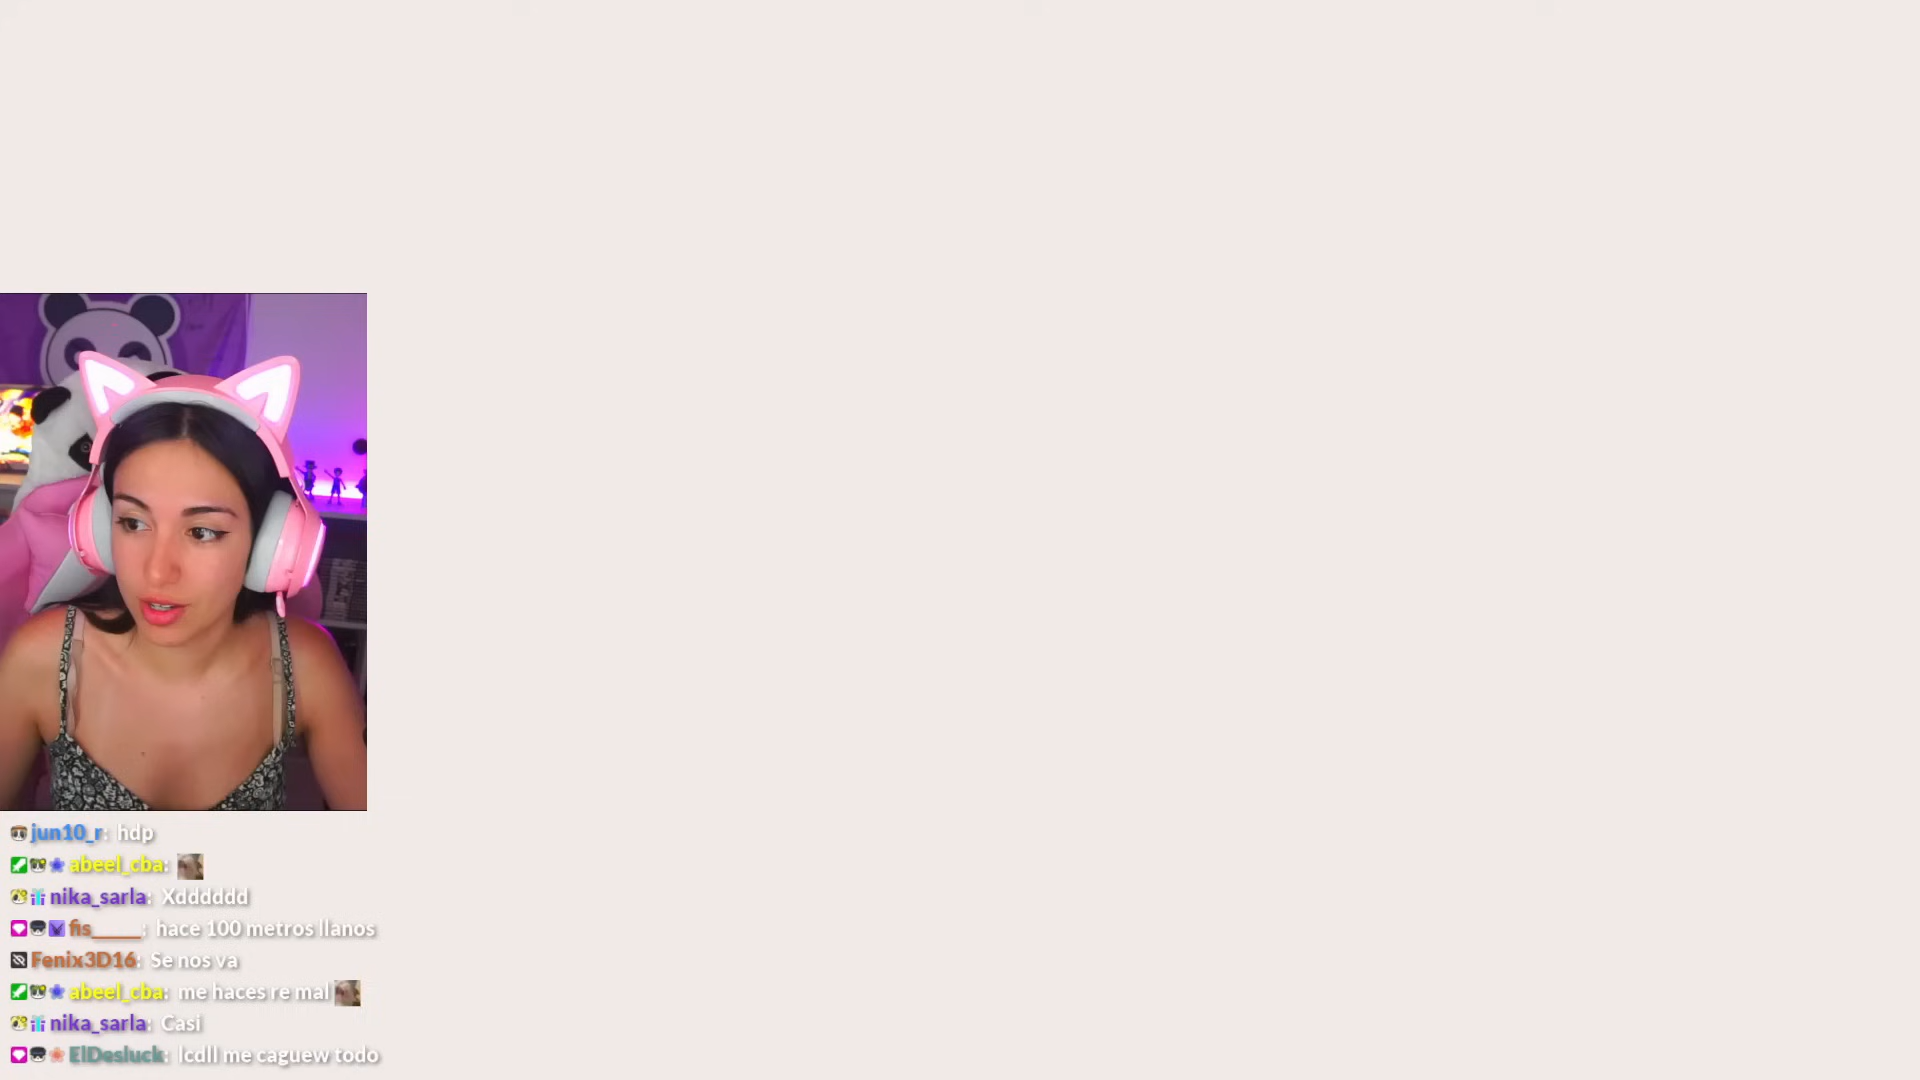 jun10_r: hdp
abeel_cba:
nika_sarla: Xdddddd
fis_____: hace 100 metros llanos
Fenix3D16: Se nos va
abeel_cba: me haces re mal
nika_sarla: Casi
ElDesluck: lcdll me caguew todo